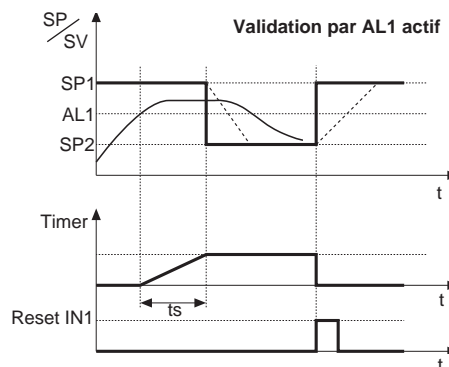 SP
SV
Validation par AL1 actif
SP1
AL1
SP2
t
Timer
t
ts
Reset IN1
t